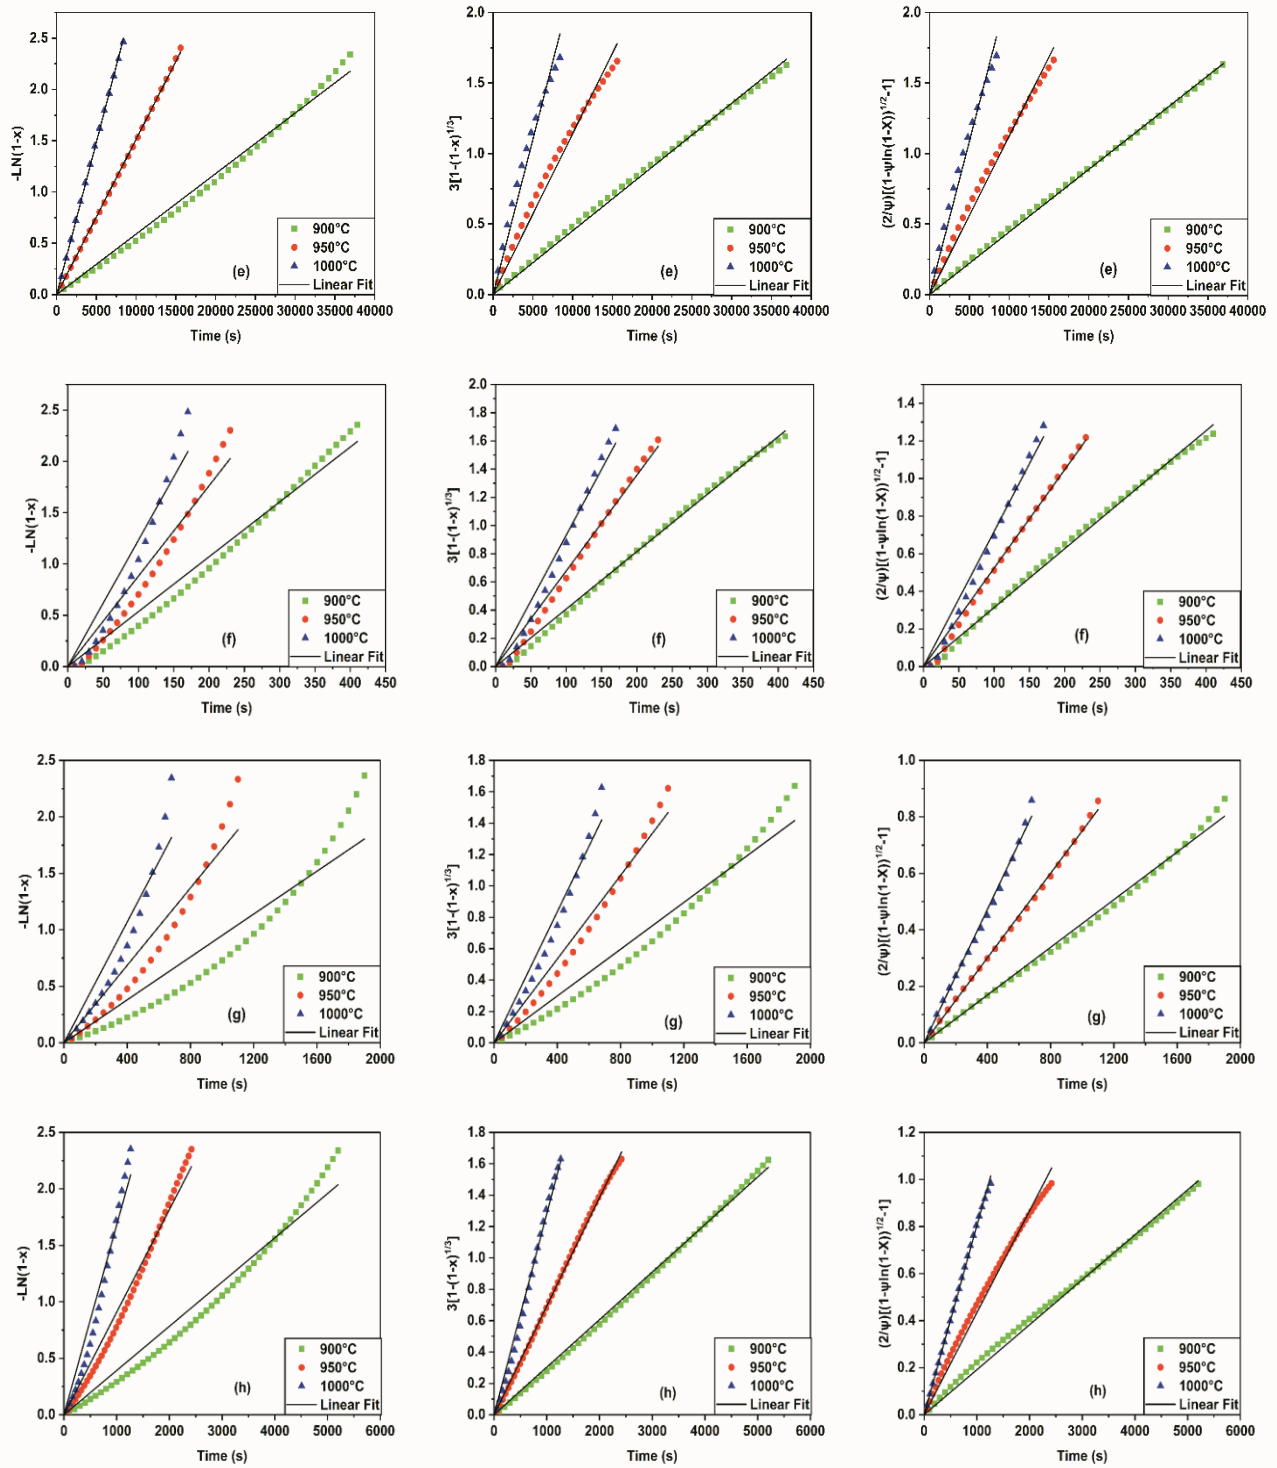 -LN(1-x)
2.5
2.0
1.5
1.0
0.5
0.0
900°C
950°C
1000°C
Linear Fit
(e)
0 5000 10000 15000 20000 25000 30000 35000 40000
Time (s)
3[1-(1-x)^1/3]
2.0
1.5
1.0
0.5
0.0
900°C
950°C
1000°C
Linear Fit
(e)
0 5000 10000 15000 20000 25000 30000 35000 40000
Time (s)
(2/ψ)[(1-ψln(1-X))^1/2-1]
2.0
1.5
1.0
0.5
0.0
900°C
950°C
1000°C
Linear Fit
(e)
0 5000 10000 15000 20000 25000 30000 35000 40000
Time (s)
-LN(1-x)
2.5
2.0
1.5
1.0
0.5
0.0
900°C
950°C
1000°C
Linear Fit
(f)
0 50 100 150 200 250 300 350 400 450
Time (s)
3[1-(1-x)^1/3]
2.0
1.8
1.6
1.4
1.2
1.0
0.8
0.6
0.4
0.2
0.0
900°C
950°C
1000°C
Linear Fit
(f)
0 50 100 150 200 250 300 350 400 450
Time (s)
(2/ψ)[(1-ψln(1-X))^1/2-1]
1.4
1.2
1.0
0.8
0.6
0.4
0.2
0.0
900°C
950°C
1000°C
Linear Fit
(f)
0 50 100 150 200 250 300 350 400 450
Time (s)
-LN(1-x)
2.5
2.0
1.5
1.0
0.5
0.0
900°C
950°C
1000°C
Linear Fit
(g)
0 400 800 1200 1600 2000
Time (s)
3[1-(1-x)^1/3]
1.8
1.6
1.4
1.2
1.0
0.8
0.6
0.4
0.2
0.0
900°C
950°C
1000°C
Linear Fit
(g)
0 400 800 1200 1600 2000
Time (s)
(2/ψ)[(1-ψln(1-X))^1/2-1]
1.0
0.8
0.6
0.4
0.2
0.0
900°C
950°C
1000°C
Linear Fit
(g)
0 400 800 1200 1600 2000
Time (s)
-LN(1-x)
2.5
2.0
1.5
1.0
0.5
0.0
900°C
950°C
1000°C
Linear Fit
(h)
0 1000 2000 3000 4000 5000 6000
Time (s)
3[1-(1-x)^1/3]
1.8
1.6
1.4
1.2
1.0
0.8
0.6
0.4
0.2
0.0
900°C
950°C
1000°C
Linear Fit
(h)
0 1000 2000 3000 4000 5000 6000
Time (s)
(2/ψ)[(1-ψln(1-X))^1/2-1]
1.2
1.0
0.8
0.6
0.4
0.2
0.0
900°C
950°C
1000°C
Linear Fit
(h)
0 1000 2000 3000 4000 5000 6000
Time (s)